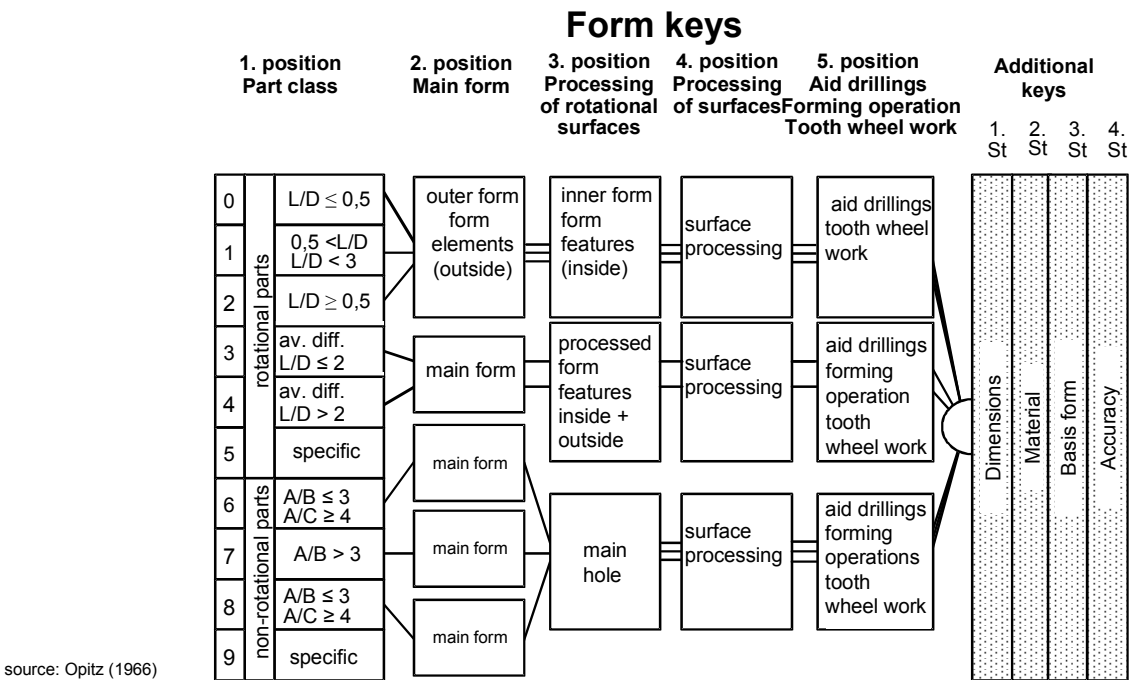 Form keys
1. position
Part class
2. position
Main form
3. position
Processing
of rotational
surfaces
4. position
Processing
of surfaces
5. position
Aid drillings
Forming operation
Tooth wheel work
Additional
keys
1.
St
2.
St
3.
St
4.
St
0
1
2
3
4
5
6
7
8
9
rotational parts
non-rotational parts
L/D ≤ 0,5
0,5 <L/D
L/D < 3
L/D ≥ 0,5
av. diff.
L/D ≤ 2
av. diff.
L/D > 2
specific
A/B ≤ 3
A/C ≥ 4
A/B > 3
A/B ≤ 3
A/C ≥ 4
specific
outer form
form
elements
(outside)
main form
main form
main form
main form
inner form
form
features
(inside)
processed
form
features
inside +
outside
main
hole
surface
processing
surface
processing
surface
processing
aid drillings
tooth wheel
work
aid drillings
forming
operation
tooth
wheel work
aid drillings
forming
operations
tooth
wheel work
Dimensions
Material
Basis form
Accuracy
source: Opitz (1966)